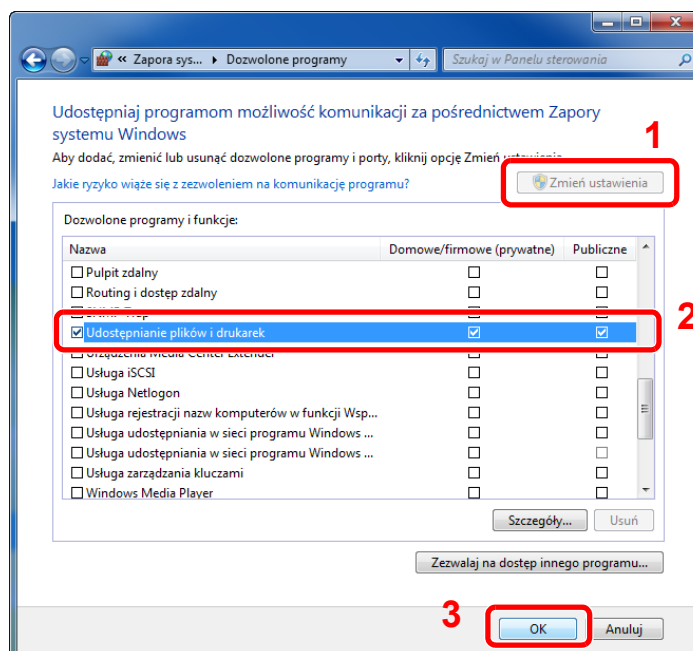 « Zapora sys... ▸ Dozwolone programy
Szukaj w Panelu sterowania
Udostępniaj programom możliwość komunikacji za pośrednictwem Zapory
systemu Windows
1
Aby dodać, zmienić lub usunąć dozwolone programy i porty, kliknij opcję Zmień ustawienia.
Jakie ryzyko wiąże się z zezwoleniem na komunikację programu?
Zmień ustawienia
Dozwolone programy i funkcje:
Nazwa Domowe/firmowe (prywatne) Publiczne
Pulpit zdalny
Routing i dostęp zdalny
Udostępnianie plików i drukarek
2
Urządzenia Media Center Extender
Usługa iSCSI
Usługa Netlogon
Usługa rejestracji nazw komputerów w funkcji Wsp...
Usługa udostępniania w sieci programu Windows ...
Usługa udostępniania w sieci programu Windows ...
Usługa zarządzania kluczami
Windows Media Player
Szczegóły... Usuń
Zezwalaj na dostęp innego programu...
3
OK Anuluj